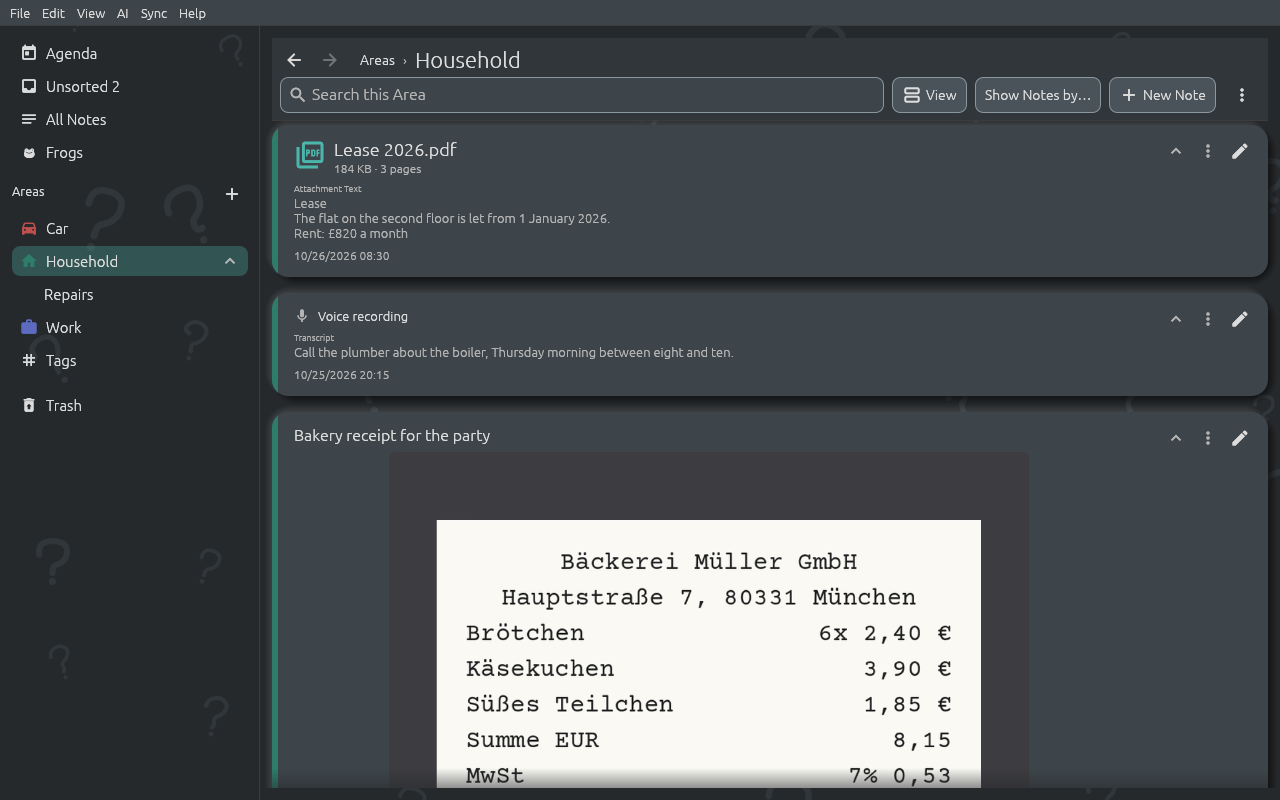 File Edit View AI Sync Help
Agenda
Unsorted 2
All Notes
Frogs
Areas
Car
Household
Repairs
Work
Tags
Trash
Areas › Household
Search this Area
View
Show Notes by...
New Note
PDF
Lease 2026.pdf
184 KB · 3 pages
Attachment Text
Lease
The flat on the second floor is let from 1 January 2026.
Rent: £820 a month
10/26/2026 08:30
Voice recording
Transcript
Call the plumber about the boiler, Thursday morning between eight and ten.
10/25/2026 20:15
Bakery receipt for the party
Bäckerei Müller GmbH
Hauptstraße 7, 80331 München
Brötchen 6x 2,40 €
Käsekuchen 3,90 €
Süßes Teilchen 1,85 €
Summe EUR 8,15
MwSt 7% 0,53